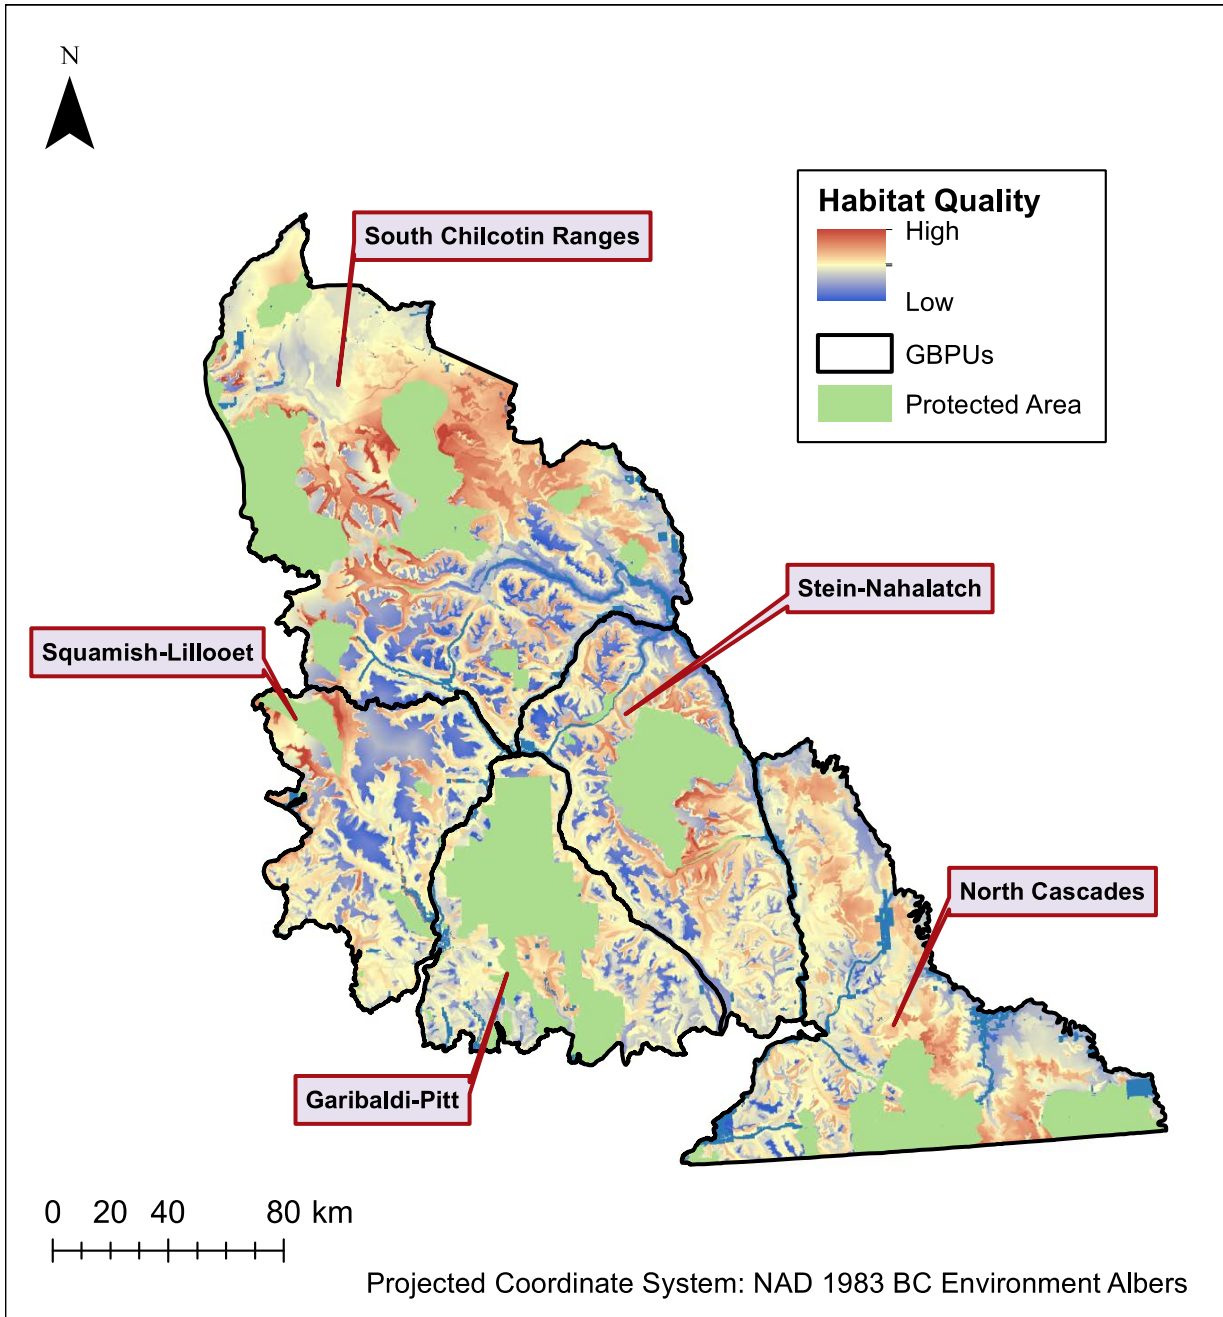 N
South Chilcotin Ranges
Habitat Quality
High
Low
GBPUs
Protected Area
Stein-Nahalatch
Squamish-Lillooet
North Cascades
Garibaldi-Pitt
0 20 40 80 km
Projected Coordinate System: NAD 1983 BC Environment Albers